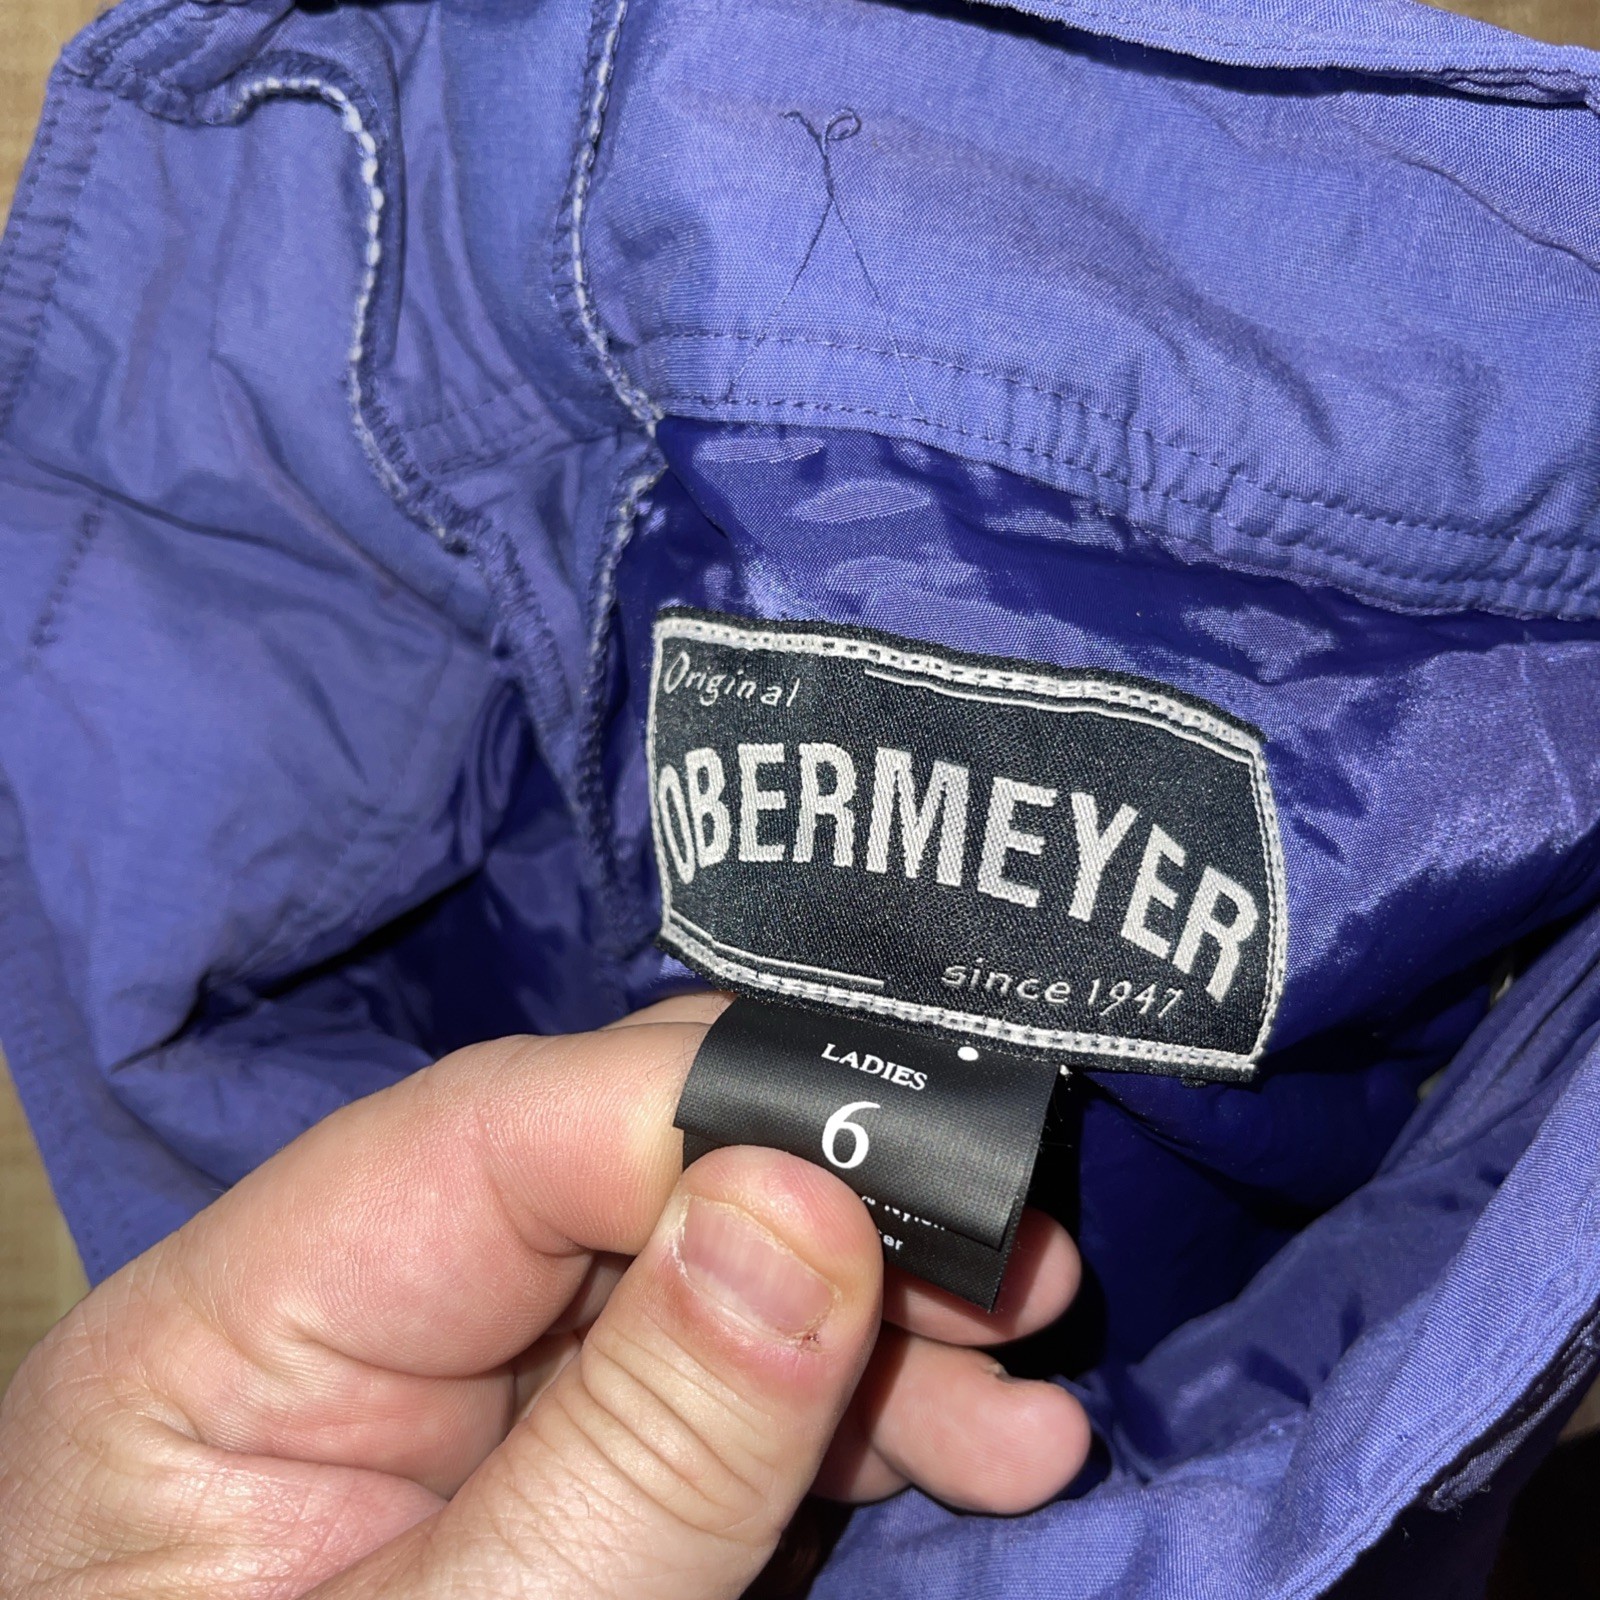 Original
OBERMEYER
since 1947
LADIES
6